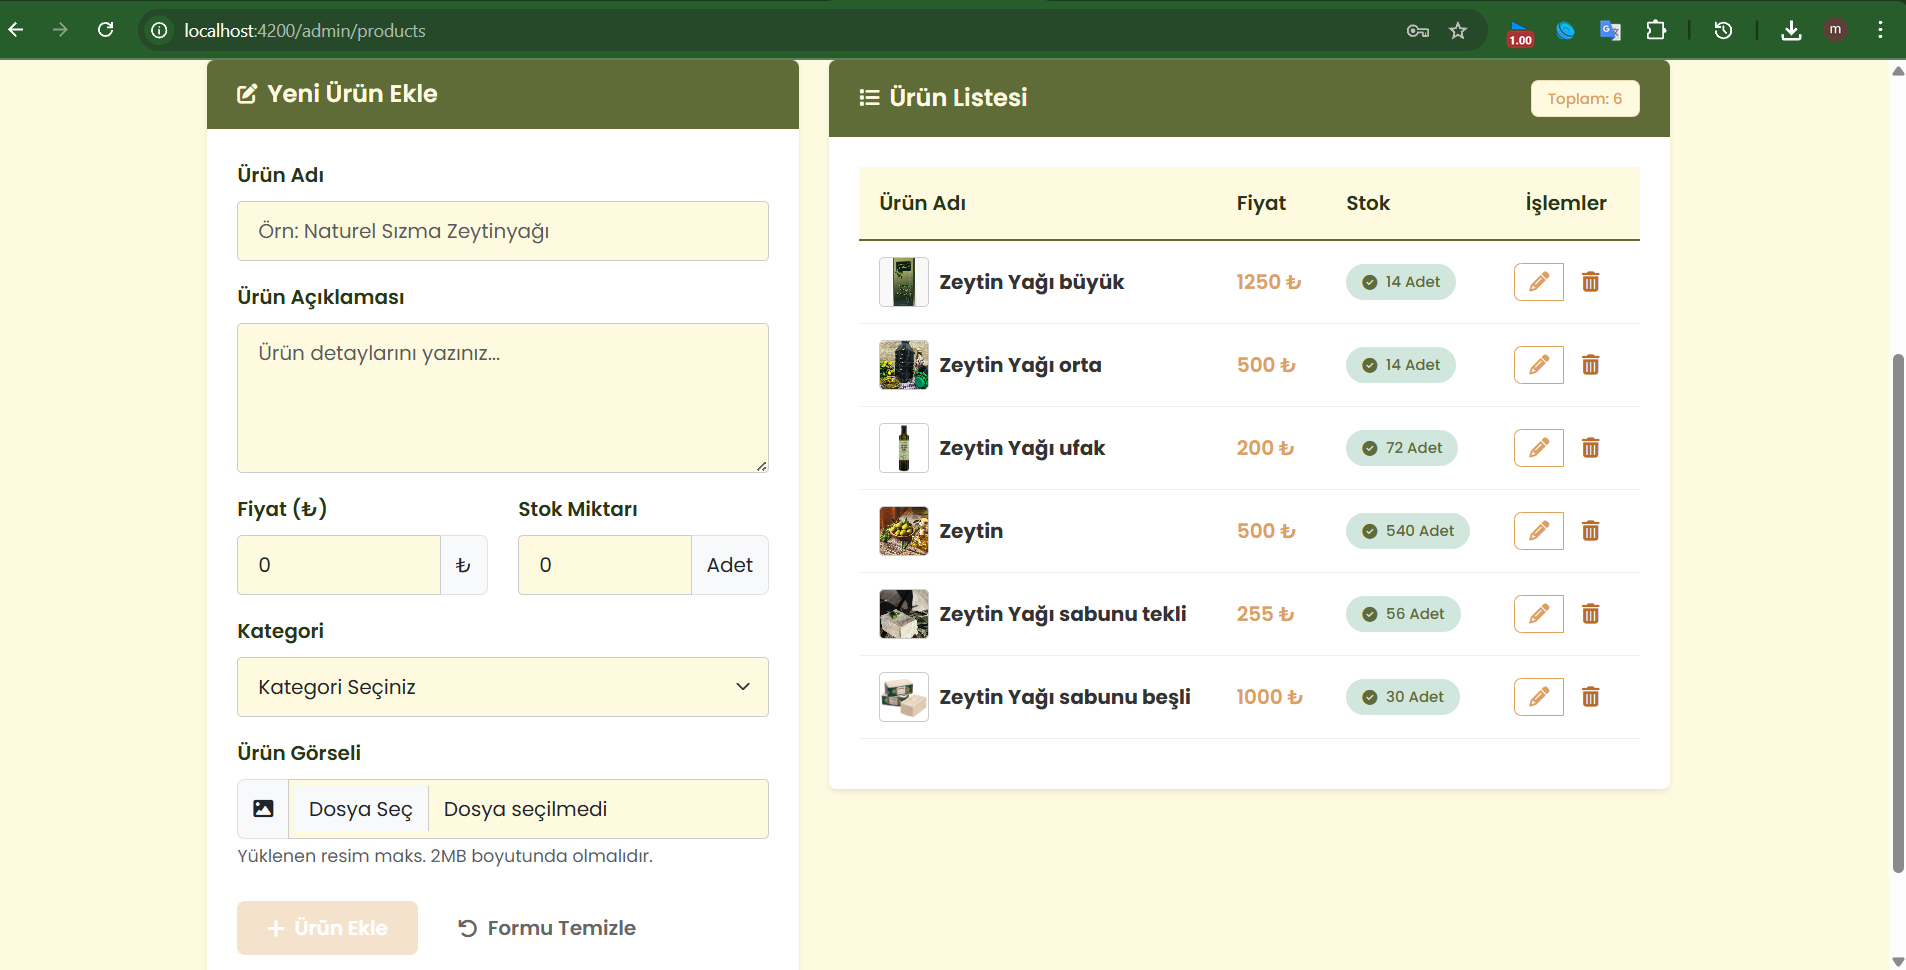 localhost:4200/admin/products
1.00
m
Yeni Ürün Ekle
Ürün Adı
Örn: Naturel Sızma Zeytinyağı
Ürün Açıklaması
Ürün detaylarını yazınız...
Fiyat (₺)
Stok Miktarı
0 ₺
0 Adet
Kategori
Kategori Seçiniz
Ürün Görseli
Dosya Seç Dosya seçilmedi
Yüklenen resim maks. 2MB boyutunda olmalıdır.
Ürün Ekle
Formu Temizle
Ürün Listesi
Toplam: 6
Ürün Adı Fiyat Stok İşlemler
Zeytin Yağı büyük 1250 ₺ 14 Adet
Zeytin Yağı orta 500 ₺ 14 Adet
Zeytin Yağı ufak 200 ₺ 72 Adet
Zeytin 500 ₺ 540 Adet
Zeytin Yağı sabunu tekli 255 ₺ 56 Adet
Zeytin Yağı sabunu beşli 1000 ₺ 30 Adet